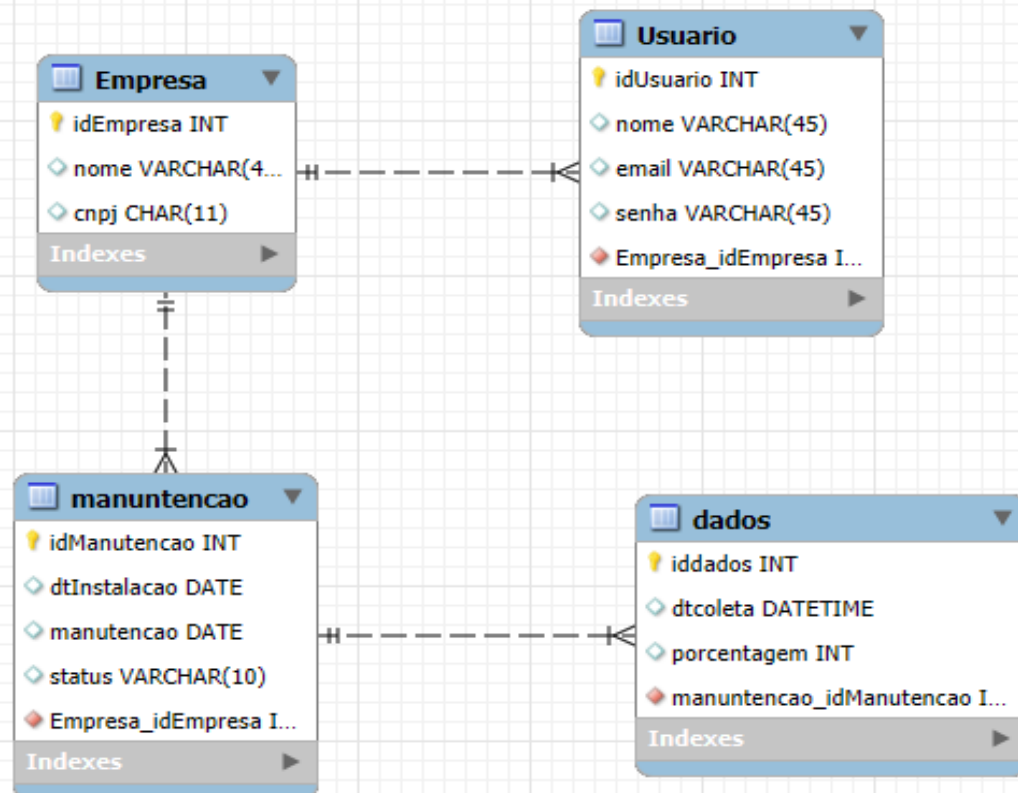 Empresa
idEmpresa INT
nome VARCHAR(4...
cnpj CHAR(11)
Indexes
Usuario
idUsuario INT
nome VARCHAR(45)
email VARCHAR(45)
senha VARCHAR(45)
Empresa_idEmpresa I...
Indexes
manuntencao
idManutencao INT
dtInstalacao DATE
manutencao DATE
status VARCHAR(10)
Empresa_idEmpresa I...
Indexes
dados
iddados INT
dtcoleta DATETIME
porcentagem INT
manuntencao_idManutencao I...
Indexes